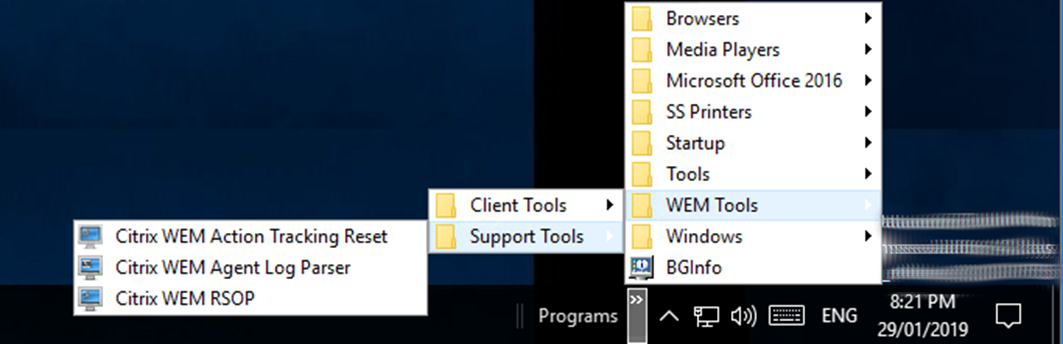 Browsers
Media Players
Microsoft Office 2016
SS Printers
Startup
Tools
WEM Tools
Windows
BGInfo
Client Tools
Support Tools
Citrix WEM Action Tracking Reset
Citrix WEM Agent Log Parser
Citrix WEM RSOP
Programs
ENG
8:21 PM
29/01/2019